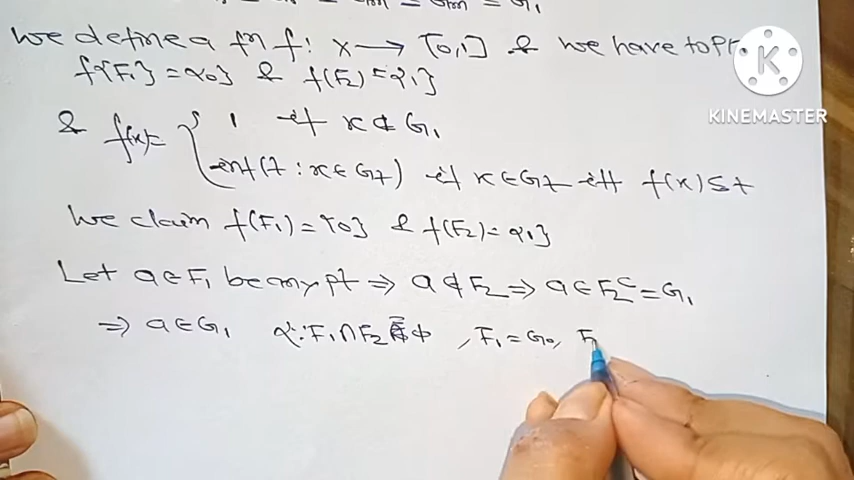 = G1
We define a fn f: X → [0,1] & we have to Pr
f{F1} = {0} & f(F2) = {1}
& f(x) = { 1 if x ∉ G1
inf(t : x ∈ Gt) if x ∈ Gt iff f(x) ≤ t
We claim f(F1) = {0} & f(F2) = {1}
Let a ∈ F1 be any pt ⇒ a ∉ F2 ⇒ a ∈ F2^c = G1
⇒ a ∈ G1 {∵ F1 ∩ F2 = ϕ , F1 = G0, F
K
KINEMASTER